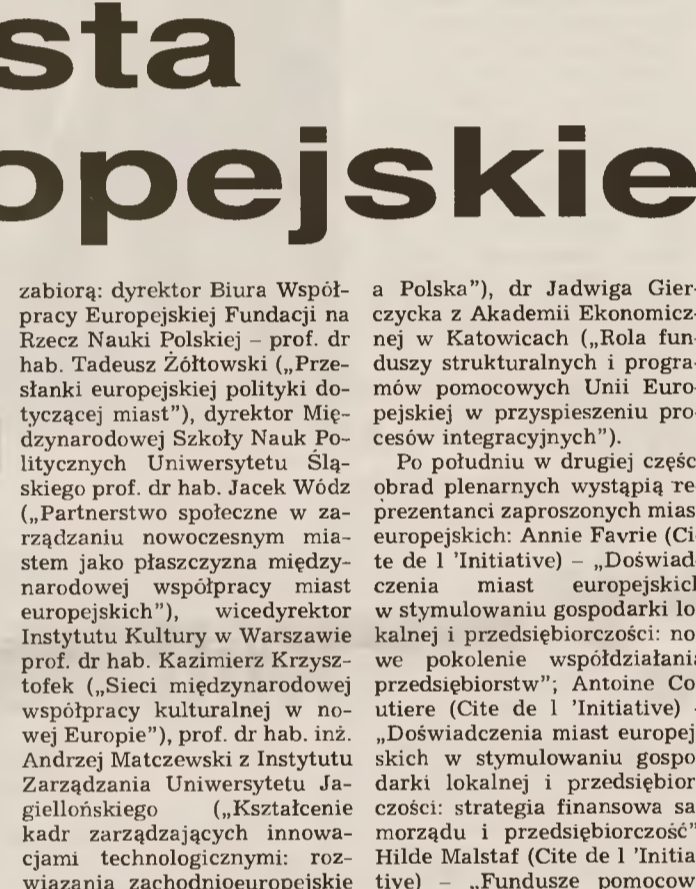 sta
opejskie
zabiorą: dyrektor Biura Współ-
pracy Europejskiej Fundacji na
Rzecz Nauki Polskiej – prof. dr
hab. Tadeusz Żółtowski („Prze-
słanki europejskiej polityki do-
tyczącej miast”), dyrektor Mię-
dzynarodowej Szkoły Nauk Po-
litycznych Uniwersytetu Ślą-
skiego prof. dr hab. Jacek Wódz
(„Partnerstwo społeczne w za-
rządzaniu nowoczesnym mia-
stem jako płaszczyzna między-
narodowej współpracy miast
europejskich”), wicedyrektor
Instytutu Kultury w Warszawie
prof. dr hab. Kazimierz Krzysz-
tofek („Sieci międzynarodowej
współpracy kulturalnej w no-
wej Europie”), prof. dr hab. inż.
Andrzej Matczewski z Instytutu
Zarządzania Uniwersytetu Ja-
giellońskiego („Kształcenie
kadr zarządzających innowa-
cjami technologicznymi: roz-
wiązania zachodnioeuropejskie
a Polska”), dr Jadwiga Gier-
czycka z Akademii Ekonomicz-
nej w Katowicach („Rola fun-
duszy strukturalnych i progra-
mów pomocowych Unii Euro-
pejskiej w przyspieszeniu pro-
cesów integracyjnych”).
Po południu w drugiej częśc
obrad plenarnych wystąpią re-
prezentanci zaproszonych mias
europejskich: Annie Favrie (Ci-
te de l ’Initiative) – „Doświad-
czenia miast europejskich
w stymulowaniu gospodarki lo
kalnej i przedsiębiorczości: no
we pokolenie współdziałania
przedsiębiorstw”; Antoine Co
utiere (Cite de l ’Initiative) -
„Doświadczenia miast europej
skich w stymulowaniu gospo
darki lokalnej i przedsiębior
czości: strategia finansowa sa
morządu i przedsiębiorczość”
Hilde Malstaf (Cite de l ’Initia
tive) – „Fundusze pomocow